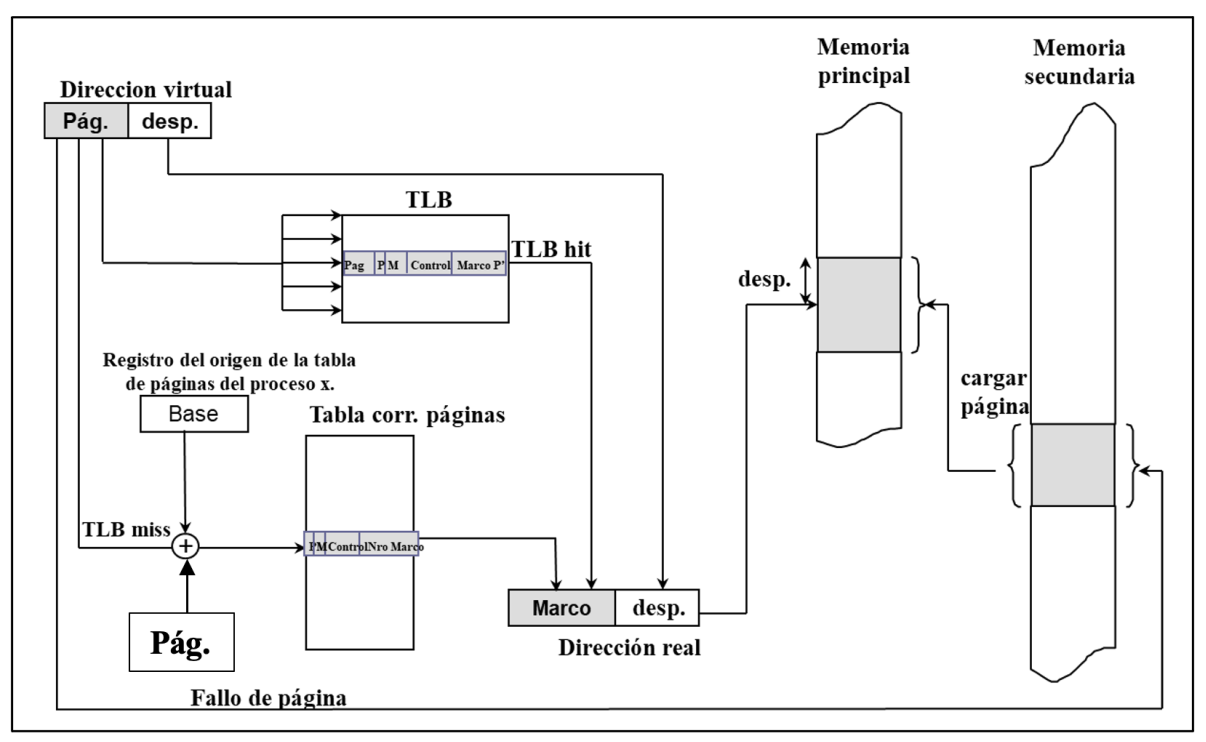 Memoria
principal
Memoria
secundaria
Direccion virtual
Pág. desp.
TLB
TLB hit
Pag P M Control Marco P'
desp.
Registro del origen de la tabla
de páginas del proceso x.
Base
Tabla corr. páginas
cargar
página
TLB miss
+
P M Control Nro Marco
Marco desp.
Dirección real
Pág.
Fallo de página